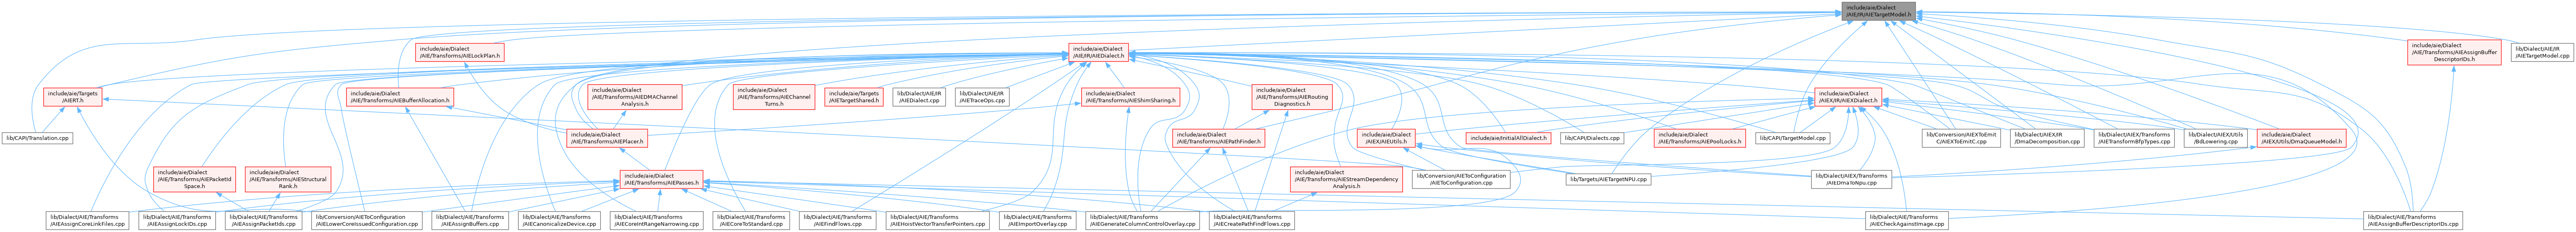 include/aie/Dialect
/AIE/IR/AIETargetModel.h
include/aie/Dialect
/AIE/Transforms/AIELockPlan.h
include/aie/Dialect
/AIE/IR/AIEDialect.h
include/aie/Dialect
/AIE/Transforms/AIEAssignBuffer
DescriptorIDs.h
lib/Dialect/AIE/IR
/AIETargetModel.cpp
include/aie/Targets
/AIERT.h
include/aie/Dialect
/AIE/Transforms/AIEBufferAllocation.h
include/aie/Dialect
/AIE/Transforms/AIEDMAChannel
Analysis.h
include/aie/Dialect
/AIE/Transforms/AIEChannel
Turns.h
include/aie/Targets
/AIETargetShared.h
lib/Dialect/AIE/IR
/AIEDialect.cpp
lib/Dialect/AIE/IR
/AIETraceOps.cpp
include/aie/Dialect
/AIE/Transforms/AIEShimSharing.h
include/aie/Dialect
/AIE/Transforms/AIERouting
Diagnostics.h
include/aie/Dialect
/AIEX/IR/AIEXDialect.h
lib/CAPI/Translation.cpp
include/aie/Dialect
/AIE/Transforms/AIEPlacer.h
include/aie/Dialect
/AIE/Transforms/AIEPathFinder.h
include/aie/Dialect
/AIEX/AIEUtils.h
include/aie/InitialAllDialect.h
lib/CAPI/Dialects.cpp
include/aie/Dialect
/AIE/Transforms/AIEPoolLocks.h
lib/CAPI/TargetModel.cpp
lib/Conversion/AIEXToEmit
C/AIEXToEmitC.cpp
lib/Dialect/AIEX/IR
/DmaDecomposition.cpp
lib/Dialect/AIEX/Transforms
/AIETransformBfpTypes.cpp
lib/Dialect/AIEX/Utils
/BdLowering.cpp
include/aie/Dialect
/AIEX/Utils/DmaQueueModel.h
include/aie/Dialect
/AIE/Transforms/AIEPacketId
Space.h
include/aie/Dialect
/AIE/Transforms/AIEStructural
Rank.h
include/aie/Dialect
/AIE/Transforms/AIEPasses.h
include/aie/Dialect
/AIE/Transforms/AIEStreamDependency
Analysis.h
lib/Conversion/AIEToConfiguration
/AIEToConfiguration.cpp
lib/Targets/AIETargetNPU.cpp
lib/Dialect/AIEX/Transforms
/AIEDmaToNpu.cpp
lib/Dialect/AIE/Transforms
/AIEAssignCoreLinkFiles.cpp
lib/Dialect/AIE/Transforms
/AIEAssignLockIDs.cpp
lib/Dialect/AIE/Transforms
/AIEAssignPacketIds.cpp
lib/Conversion/AIEToConfiguration
/AIELowerCoreIssuedConfiguration.cpp
lib/Dialect/AIE/Transforms
/AIEAssignBuffers.cpp
lib/Dialect/AIE/Transforms
/AIECanonicalizeDevice.cpp
lib/Dialect/AIE/Transforms
/AIECoreIntRangeNarrowing.cpp
lib/Dialect/AIE/Transforms
/AIECoreToStandard.cpp
lib/Dialect/AIE/Transforms
/AIEFindFlows.cpp
lib/Dialect/AIE/Transforms
/AIEHoistVectorTransferPointers.cpp
lib/Dialect/AIE/Transforms
/AIEImportOverlay.cpp
lib/Dialect/AIE/Transforms
/AIEGenerateColumnControlOverlay.cpp
lib/Dialect/AIE/Transforms
/AIECreatePathFindFlows.cpp
lib/Dialect/AIE/Transforms
/AIECheckAgainstImage.cpp
lib/Dialect/AIE/Transforms
/AIEAssignBufferDescriptorIDs.cpp